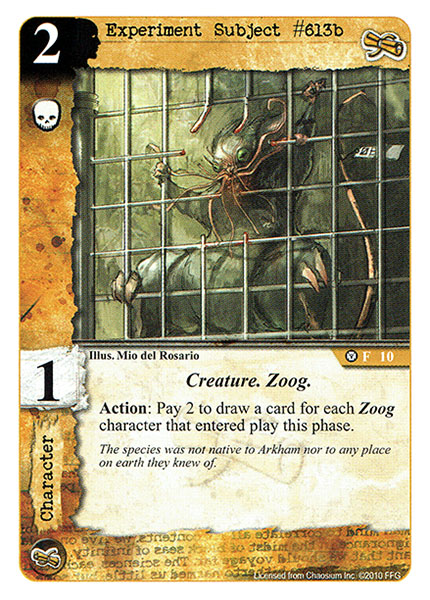 2
Experiment Subject #613b
Illus. Mio del Rosario
F 10
1
Creature. Zoog.
Action: Pay 2 to draw a card for each Zoog
character that entered play this phase.
The species was not native to Arkham nor to any place
on earth they knew of.
Character
Licensed from Chaosium Inc. ©2010 FFG